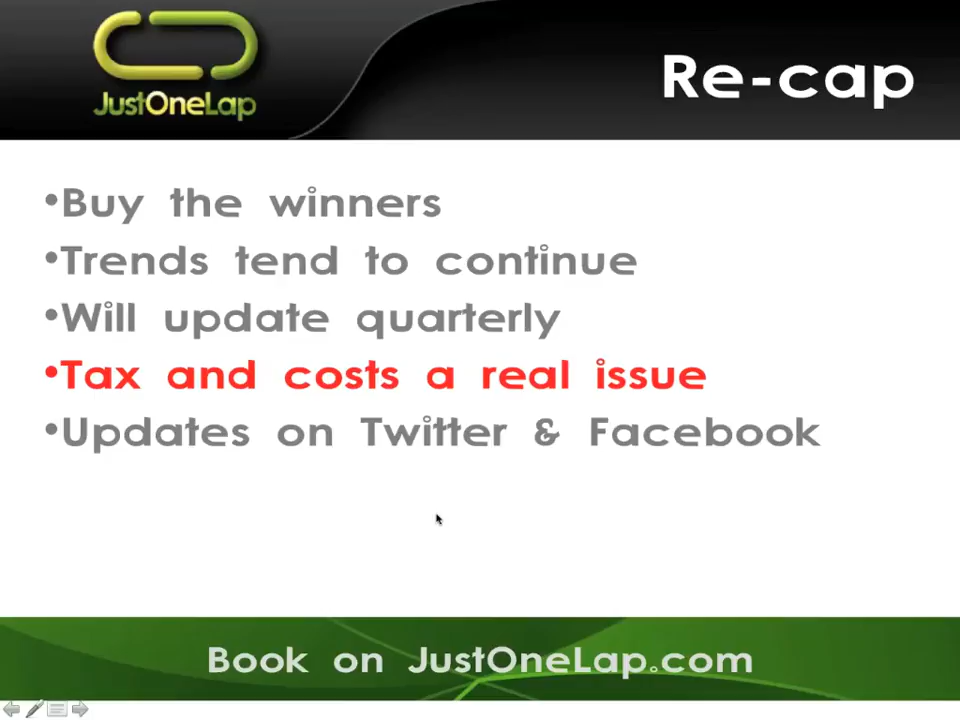 JustOneLap
Re-cap
•Buy the winners
•Trends tend to continue
•Will update quarterly
•Tax and costs a real issue
•Updates on Twitter & Facebook
Book on JustOneLap.com